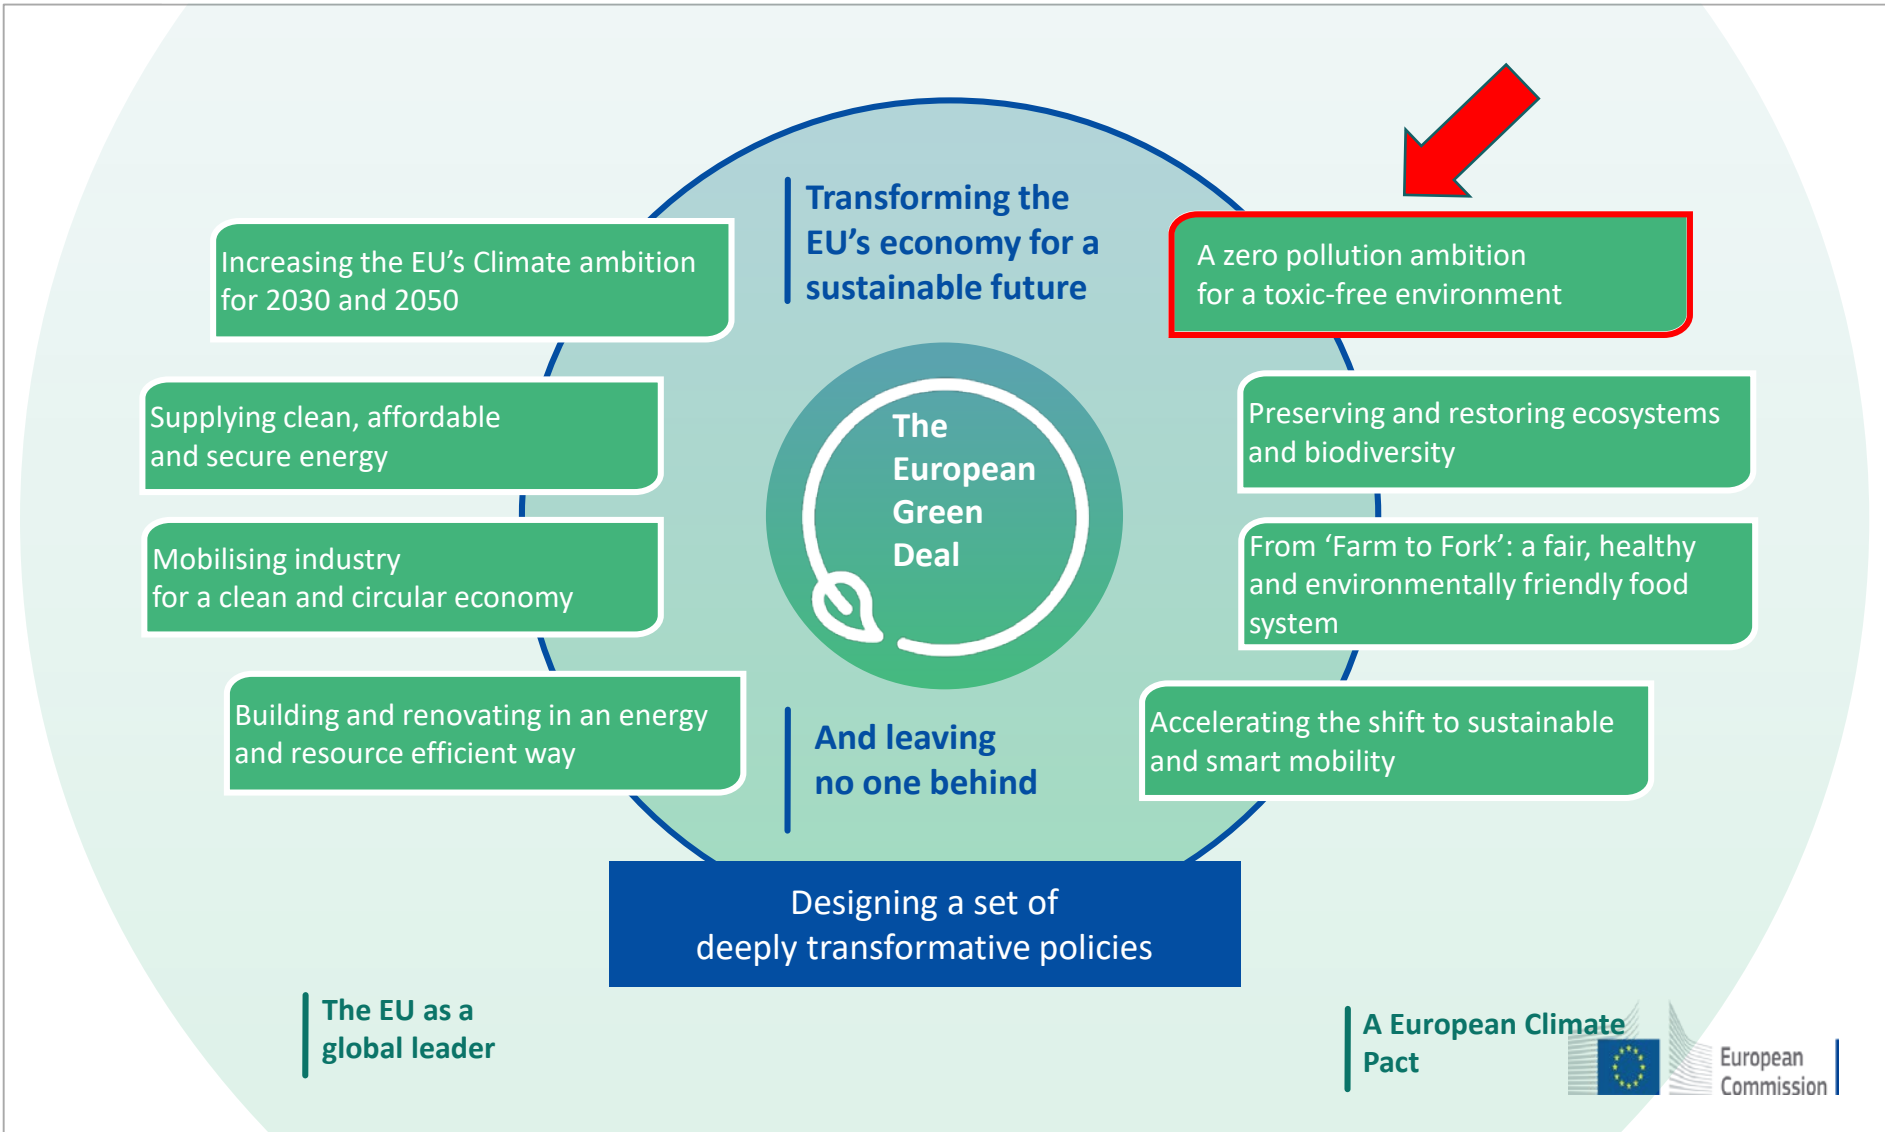 Transforming the
EU’s economy for a
sustainable future
Increasing the EU’s Climate ambition
for 2030 and 2050
Supplying clean, affordable
and secure energy
Mobilising industry
for a clean and circular economy
Building and renovating in an energy
and resource efficient way
The
European
Green
Deal
A zero pollution ambition
for a toxic-free environment
Preserving and restoring ecosystems
and biodiversity
From ‘Farm to Fork’: a fair, healthy
and environmentally friendly food
system
Accelerating the shift to sustainable
and smart mobility
And leaving
no one behind
Designing a set of
deeply transformative policies
The EU as a
global leader
A European Climate
Pact
European
Commission